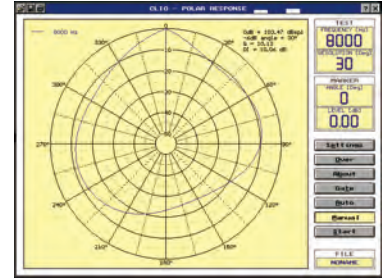 CLIO - POLAR RESPONSE
8000 Hz
0dB = 103.47 dBspl
-6dB angle = 30°
Q = 10.13
DI = 10.06 dB
0
330°
30°
300°
270°
90°
240°
120°
210°
150°
180°
TEST
FREQUENCY [Hz]
8000
RESOLUTION [Deg]
30
MARKER
ANGLE [Deg]
0
LEVEL [dB]
0.00
Settings
Over
About
Goto
Auto
Manual
Start
FILE
NONAME